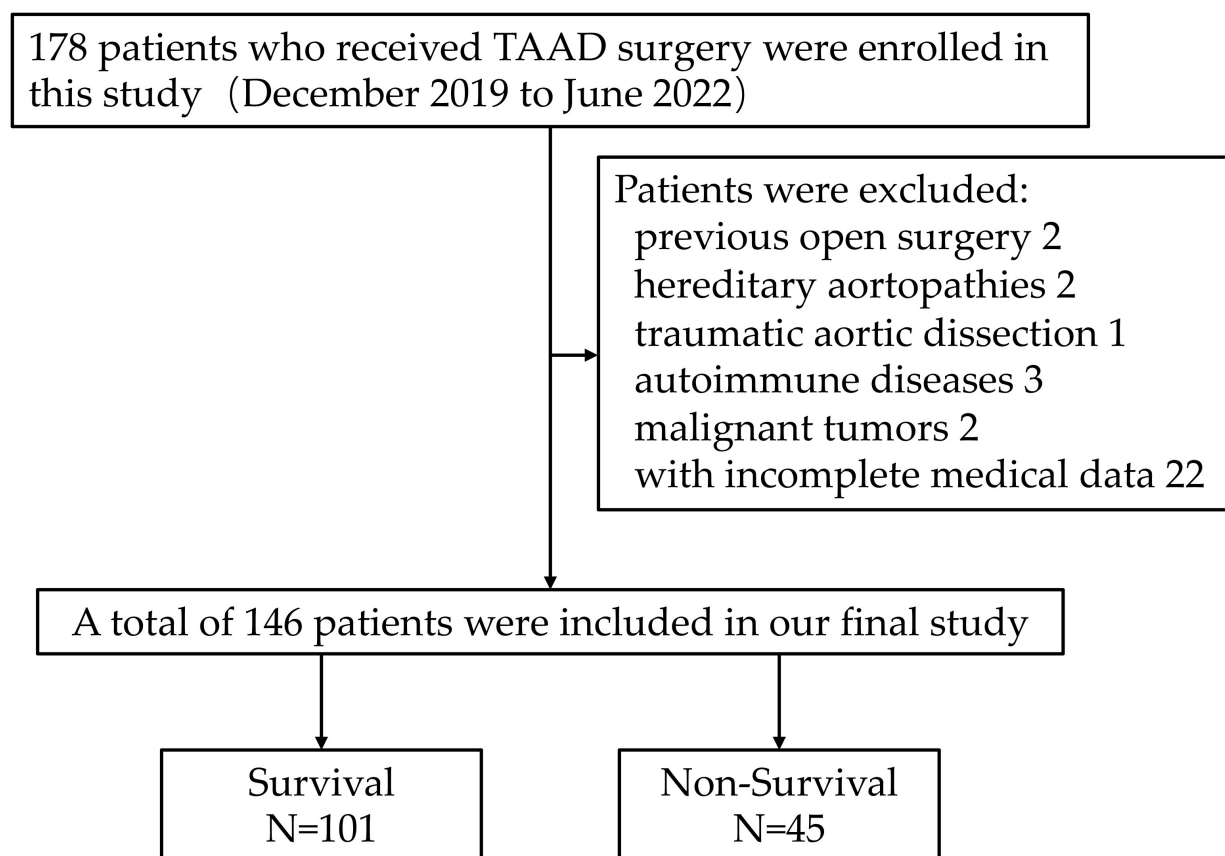 178 patients who received TAAD surgery were enrolled in
this study（December 2019 to June 2022）
Patients were excluded:
previous open surgery 2
hereditary aortopathies 2
traumatic aortic dissection 1
autoimmune diseases 3
malignant tumors 2
with incomplete medical data 22
A total of 146 patients were included in our final study
Survival
N=101
Non-Survival
N=45